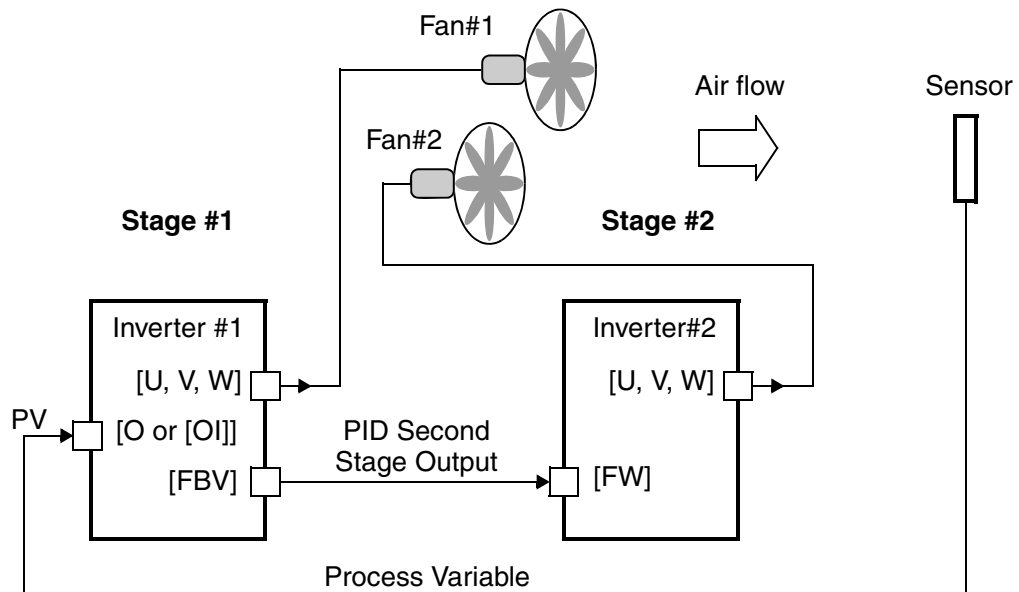 Fan#1
Air flow
Sensor
Fan#2
Stage #1
Stage #2
Inverter #1
Inverter#2
[U, V, W]
[U, V, W]
PV
[O or [OI]]
PID Second
Stage Output
[FBV]
[FW]
Process Variable